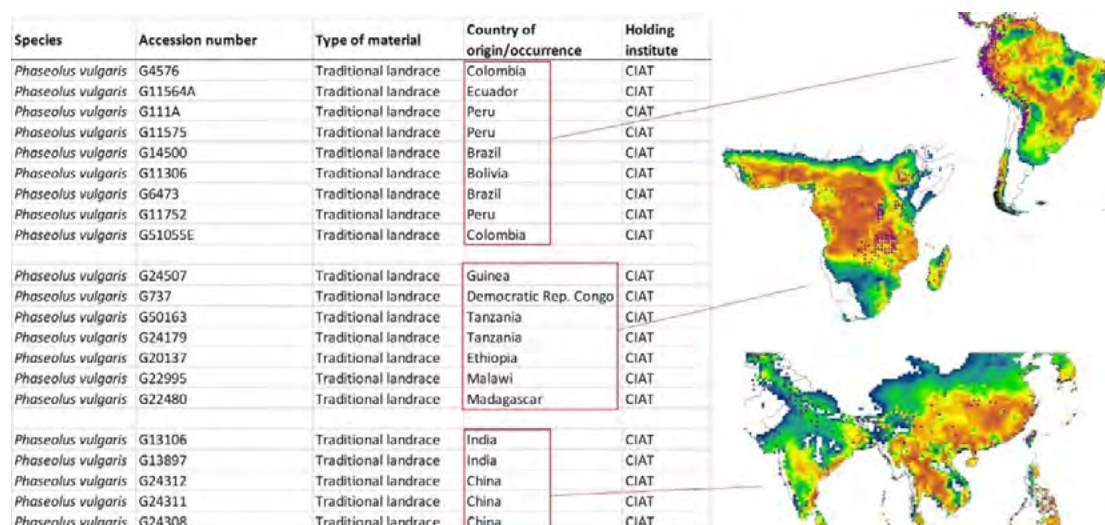 Species Accession number Type of material Country of origin/occurrence Holding institute
Phaseolus vulgaris G4576 Traditional landrace Colombia CIAT
Phaseolus vulgaris G11564A Traditional landrace Ecuador CIAT
Phaseolus vulgaris G111A Traditional landrace Peru CIAT
Phaseolus vulgaris G11575 Traditional landrace Peru CIAT
Phaseolus vulgaris G14500 Traditional landrace Brazil CIAT
Phaseolus vulgaris G11306 Traditional landrace Bolivia CIAT
Phaseolus vulgaris G6473 Traditional landrace Brazil CIAT
Phaseolus vulgaris G11752 Traditional landrace Peru CIAT
Phaseolus vulgaris G51055E Traditional landrace Colombia CIAT
Phaseolus vulgaris G24507 Traditional landrace Guinea CIAT
Phaseolus vulgaris G737 Traditional landrace Democratic Rep. Congo CIAT
Phaseolus vulgaris G50163 Traditional landrace Tanzania CIAT
Phaseolus vulgaris G24179 Traditional landrace Tanzania CIAT
Phaseolus vulgaris G20137 Traditional landrace Ethiopia CIAT
Phaseolus vulgaris G22995 Traditional landrace Malawi CIAT
Phaseolus vulgaris G22480 Traditional landrace Madagascar CIAT
Phaseolus vulgaris G13106 Traditional landrace India CIAT
Phaseolus vulgaris G13897 Traditional landrace India CIAT
Phaseolus vulgaris G24312 Traditional landrace China CIAT
Phaseolus vulgaris G24311 Traditional landrace China CIAT
Phaseolus vulgaris G24308 Traditional landrace China CIAT